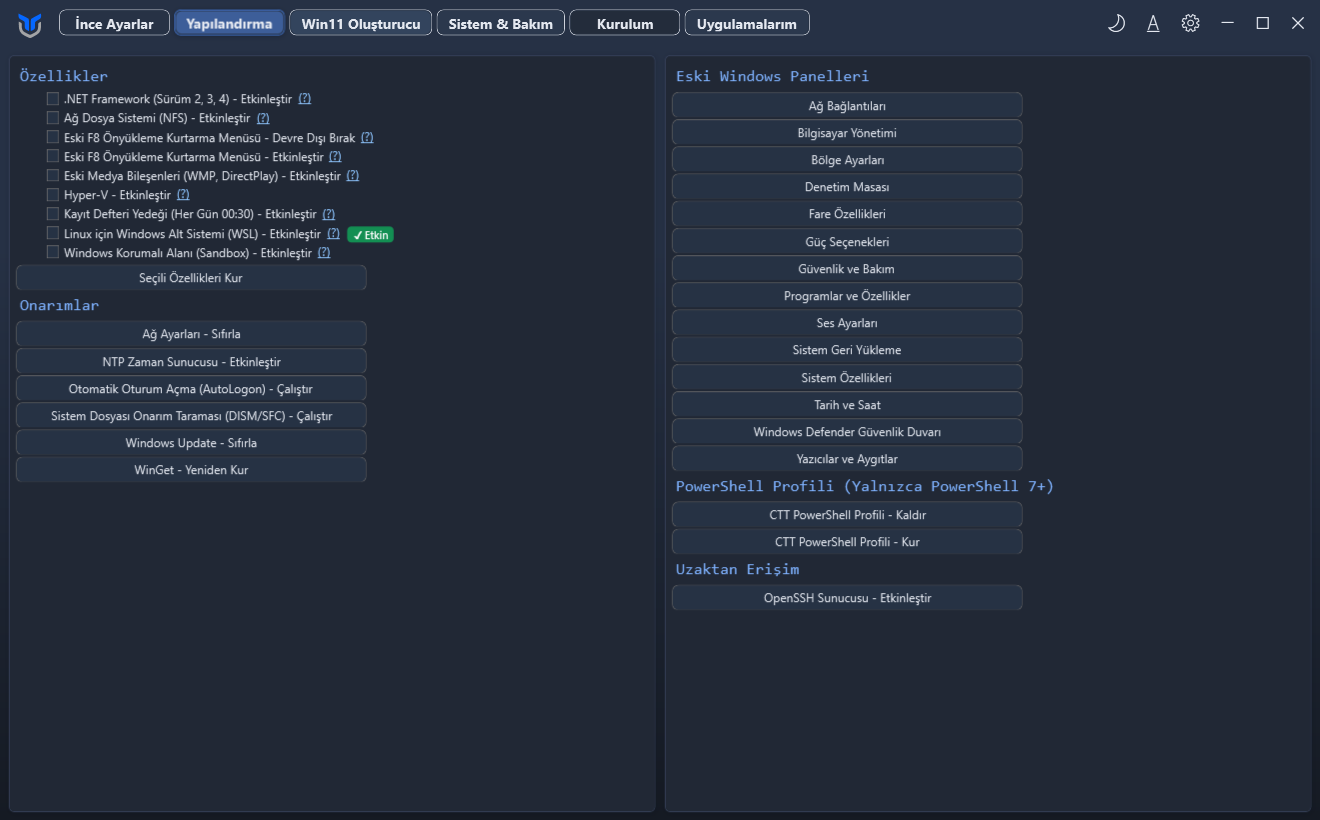 İnce Ayarlar
Yapılandırma
Win11 Oluşturucu
Sistem & Bakım
Kurulum
Uygulamalarım
A
Özellikler
.NET Framework (Sürüm 2, 3, 4) - Etkinleştir (?)
Ağ Dosya Sistemi (NFS) - Etkinleştir (?)
Eski F8 Önyükleme Kurtarma Menüsü - Devre Dışı Bırak (?)
Eski F8 Önyükleme Kurtarma Menüsü - Etkinleştir (?)
Eski Medya Bileşenleri (WMP, DirectPlay) - Etkinleştir (?)
Hyper-V - Etkinleştir (?)
Kayıt Defteri Yedeği (Her Gün 00:30) - Etkinleştir (?)
Linux için Windows Alt Sistemi (WSL) - Etkinleştir (?) ✓ Etkin
Windows Korumalı Alanı (Sandbox) - Etkinleştir (?)
Seçili Özellikleri Kur
Onarımlar
Ağ Ayarları - Sıfırla
NTP Zaman Sunucusu - Etkinleştir
Otomatik Oturum Açma (AutoLogon) - Çalıştır
Sistem Dosyası Onarım Taraması (DISM/SFC) - Çalıştır
Windows Update - Sıfırla
WinGet - Yeniden Kur
Eski Windows Panelleri
Ağ Bağlantıları
Bilgisayar Yönetimi
Bölge Ayarları
Denetim Masası
Fare Özellikleri
Güç Seçenekleri
Güvenlik ve Bakım
Programlar ve Özellikler
Ses Ayarları
Sistem Geri Yükleme
Sistem Özellikleri
Tarih ve Saat
Windows Defender Güvenlik Duvarı
Yazıcılar ve Aygıtlar
PowerShell Profili (Yalnızca PowerShell 7+)
CTT PowerShell Profili - Kaldır
CTT PowerShell Profili - Kur
Uzaktan Erişim
OpenSSH Sunucusu - Etkinleştir